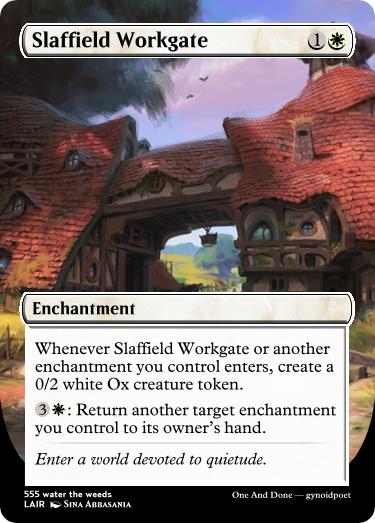 Slaffield Workgate 1
Enchantment
Whenever Slaffield Workgate or another
enchantment you control enters, create a
0/2 white Ox creature token.
3 : Return another target enchantment
you control to its owner's hand.
Enter a world devoted to quietude.
555 water the weeds
LAIR Sina Abbasania
One And Done — gynoidpoet